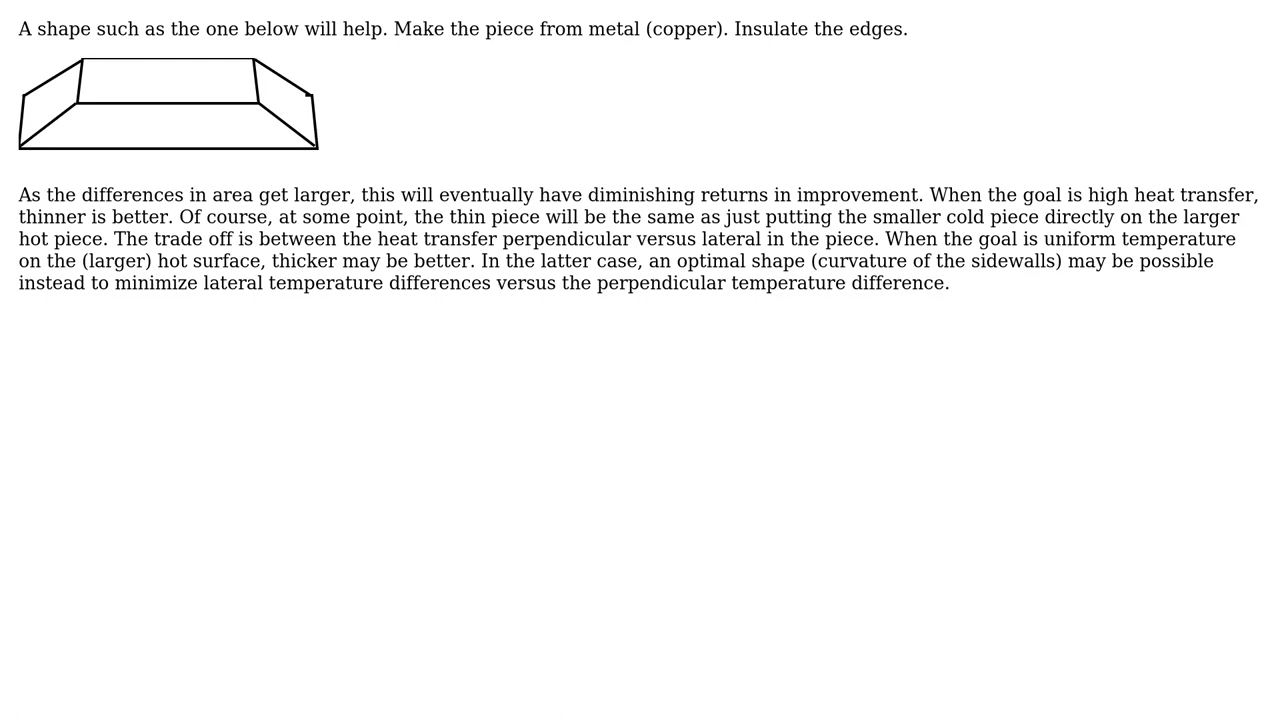 A shape such as the one below will help. Make the piece from metal (copper). Insulate the edges.
As the differences in area get larger, this will eventually have diminishing returns in improvement. When the goal is high heat transfer,
thinner is better. Of course, at some point, the thin piece will be the same as just putting the smaller cold piece directly on the larger
hot piece. The trade off is between the heat transfer perpendicular versus lateral in the piece. When the goal is uniform temperature
on the (larger) hot surface, thicker may be better. In the latter case, an optimal shape (curvature of the sidewalls) may be possible
instead to minimize lateral temperature differences versus the perpendicular temperature difference.